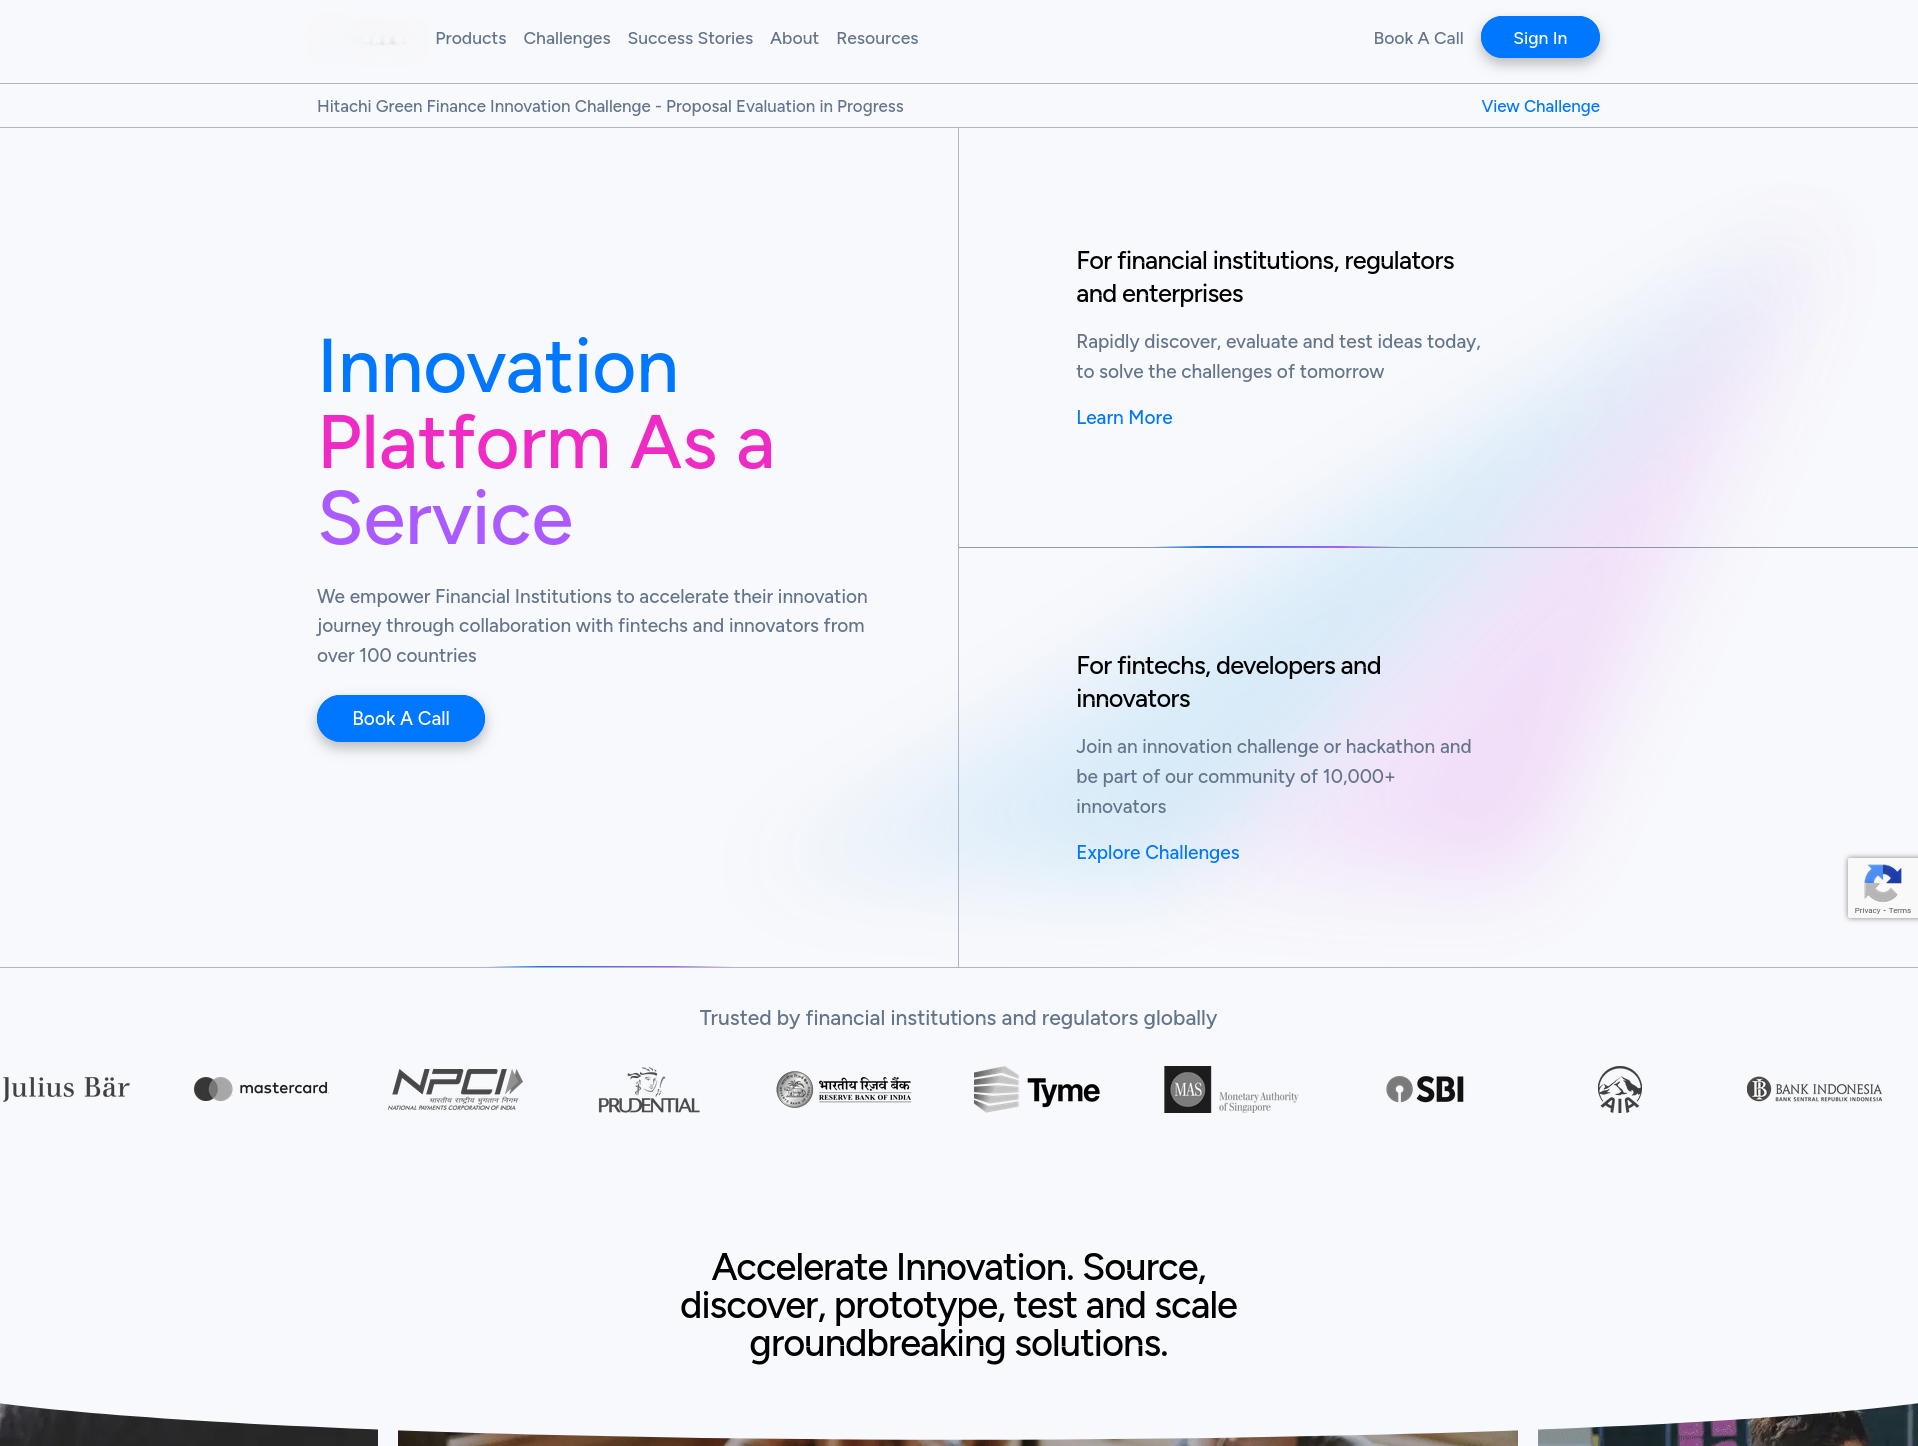 Products
Challenges
Success Stories
About
Resources
Book A Call
Sign In
Hitachi Green Finance Innovation Challenge - Proposal Evaluation in Progress
View Challenge
Innovation
Platform As a
Service
We empower Financial Institutions to accelerate their innovation
journey through collaboration with fintechs and innovators from
over 100 countries
Book A Call
For financial institutions, regulators
and enterprises
Rapidly discover, evaluate and test ideas today,
to solve the challenges of tomorrow
Learn More
For fintechs, developers and
innovators
Join an innovation challenge or hackathon and
be part of our community of 10,000+
innovators
Explore Challenges
Privacy - Terms
Trusted by financial institutions and regulators globally
Julius Bär
mastercard
NPCI
भारतीय राष्ट्रीय भुगतान निगम
NATIONAL PAYMENTS CORPORATION OF INDIA
PRUDENTIAL
भारतीय रिज़र्व बैंक
RESERVE BANK OF INDIA
Tyme
MAS
Monetary Authority
of Singapore
SBI
AIA
BANK INDONESIA
BANK SENTRAL REPUBLIK INDONESIA
Accelerate Innovation. Source,
discover, prototype, test and scale
groundbreaking solutions.